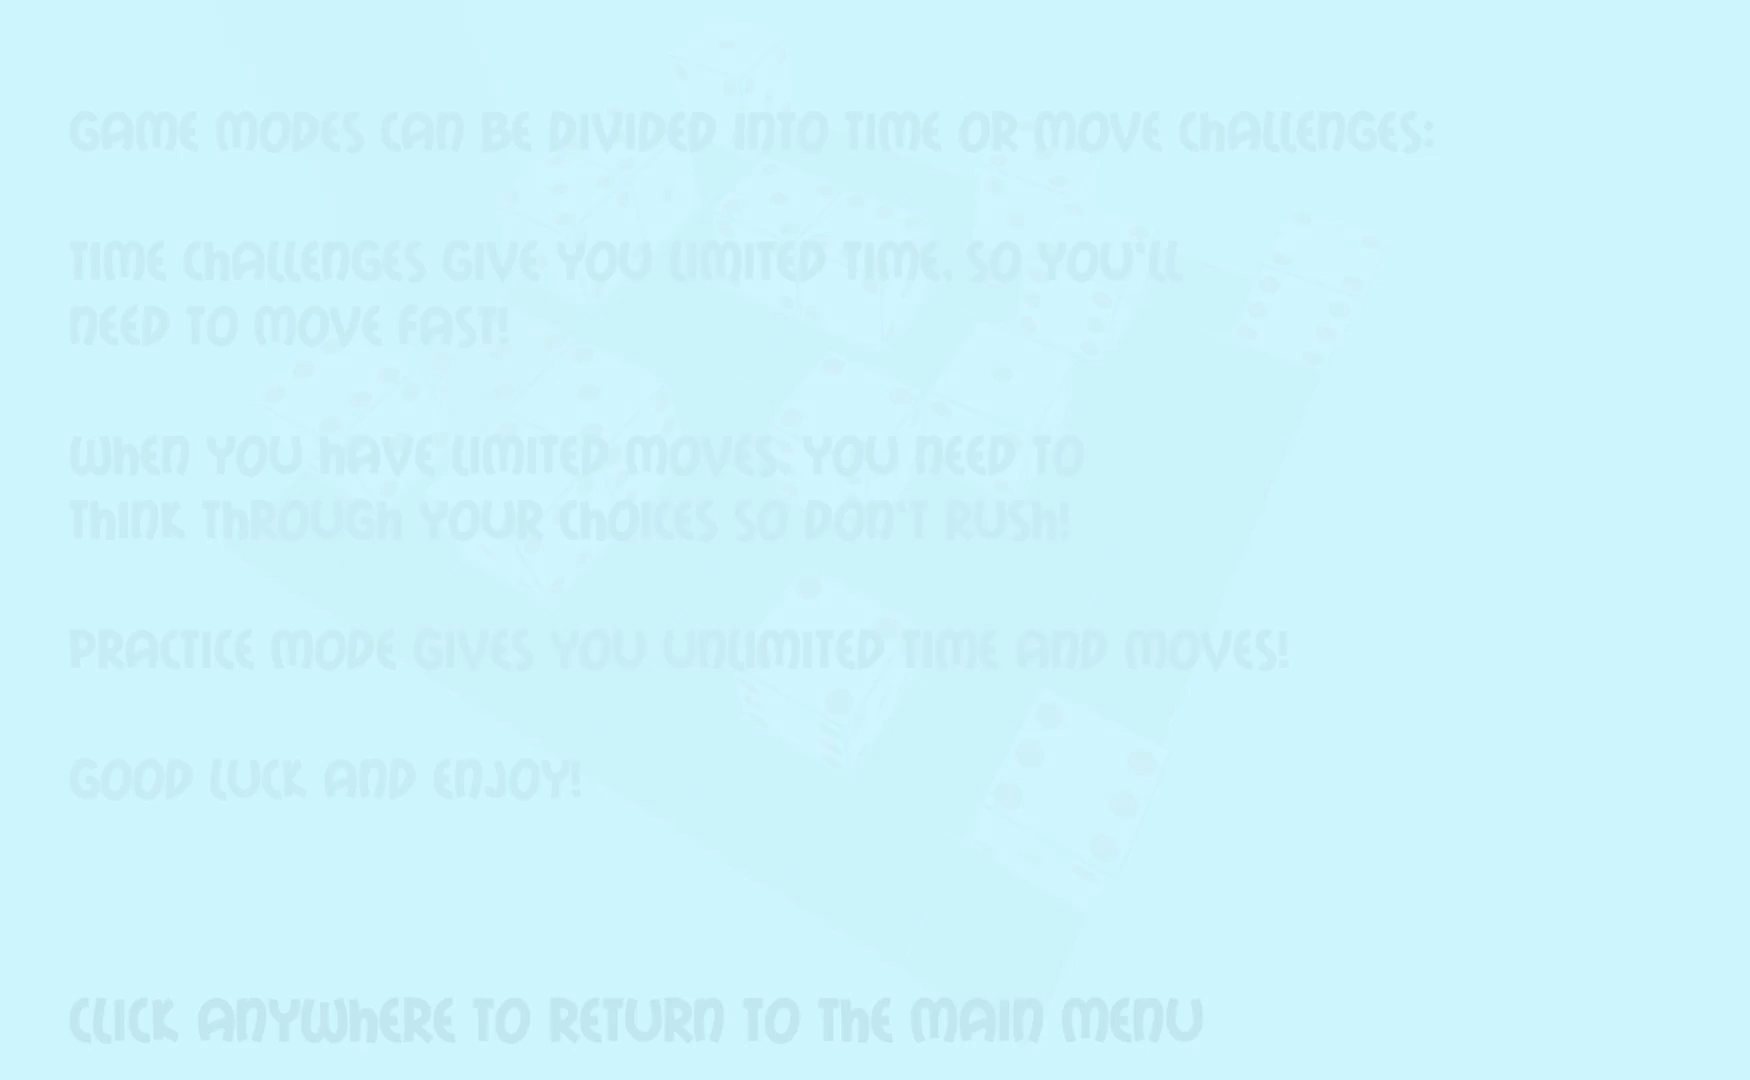 GAME MODES CAN BE DIVIDED INTO TIME OR MOVE CHALLENGES:
TIME CHALLENGES GIVE YOU LIMITED TIME, SO YOU'LL
NEED TO MOVE FAST!
WHEN YOU HAVE LIMITED MOVES, YOU NEED TO
THINK THROUGH YOUR CHOICES SO DON'T RUSH!
PRACTICE MODE GIVES YOU UNLIMITED TIME AND MOVES!
GOOD LUCK AND ENJOY!
CLICK ANYWHERE TO RETURN TO THE MAIN MENU